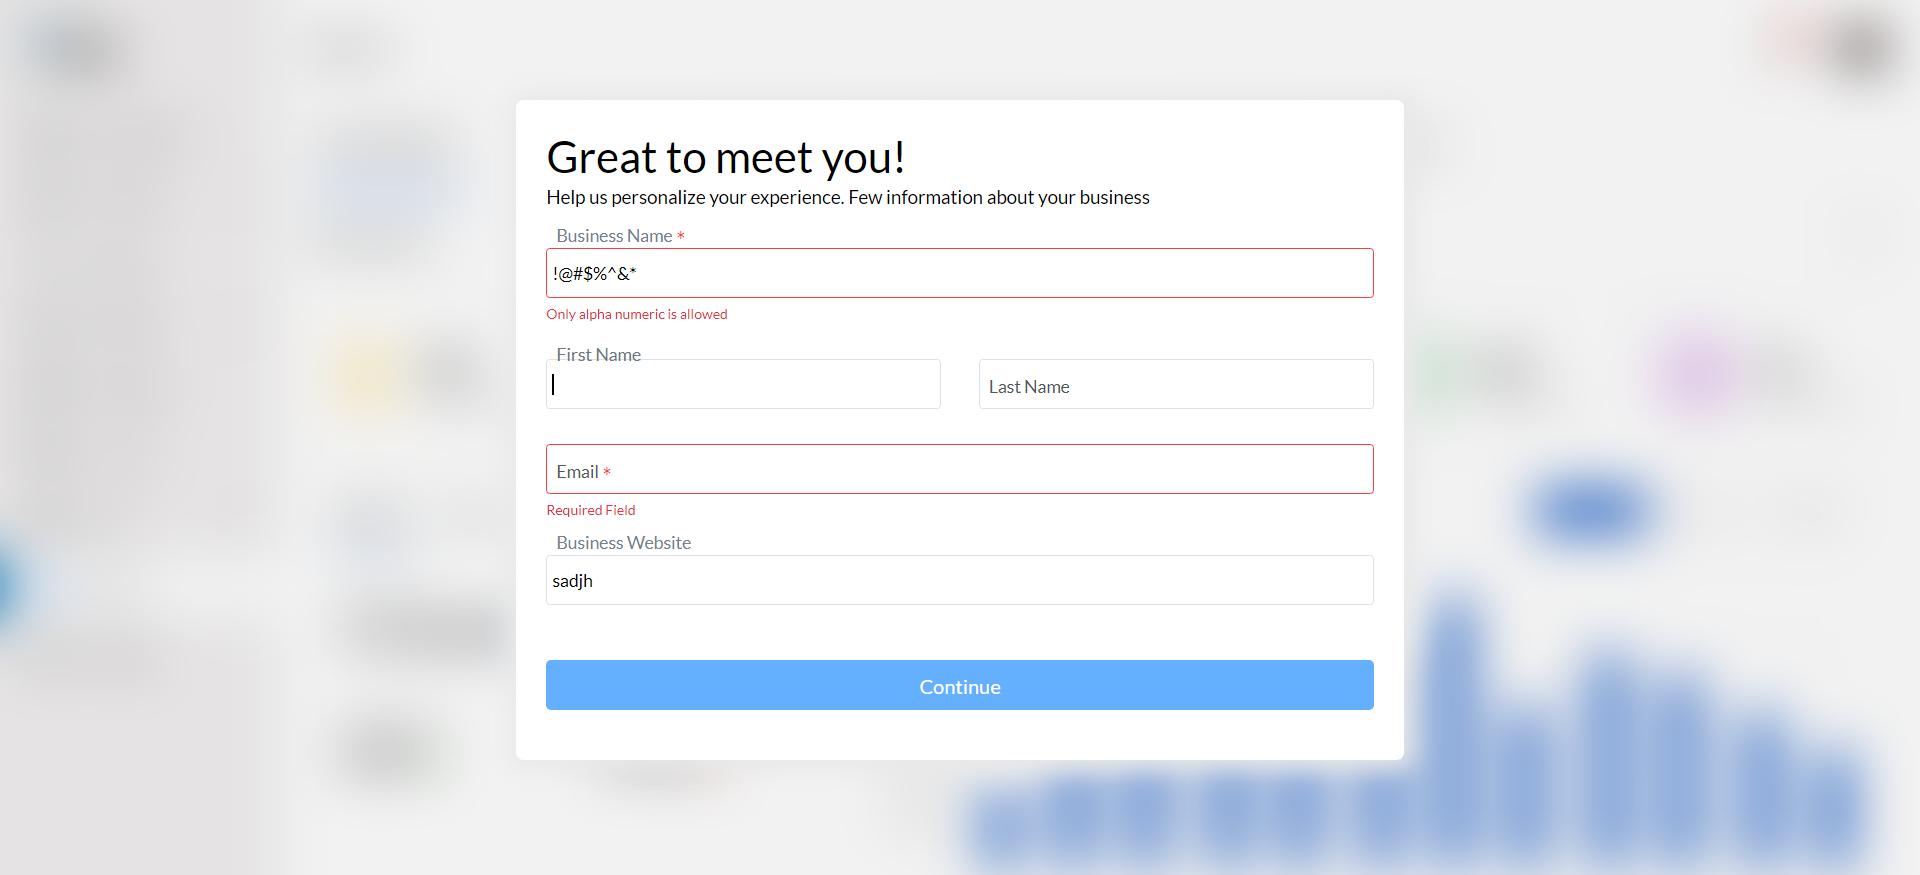 Great to meet you!
Help us personalize your experience. Few information about your business
Business Name *
!@#$%^&*
Only alpha numeric is allowed
First Name
Last Name
Email *
Required Field
Business Website
sadjh
Continue